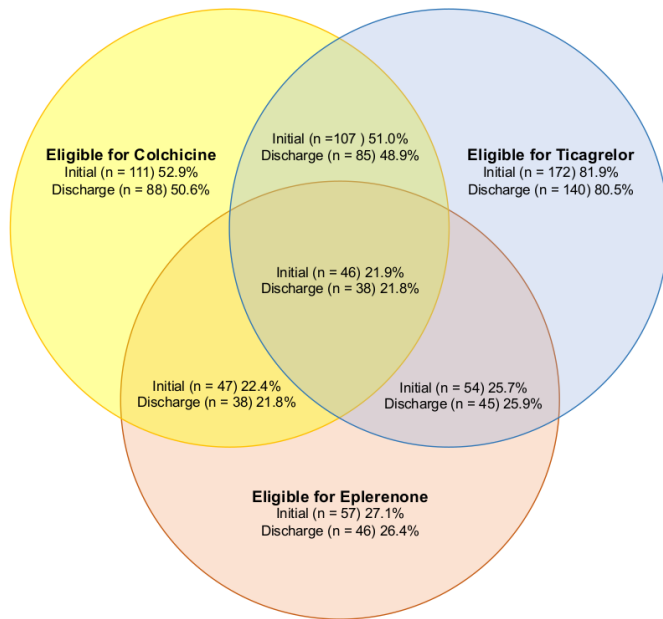 Initial (n =107 ) 51.0%
Discharge (n = 85) 48.9%
Eligible for Colchicine
Initial (n = 111) 52.9%
Discharge (n = 88) 50.6%
Eligible for Ticagrelor
Initial (n = 172) 81.9%
Discharge (n = 140) 80.5%
Initial (n = 46) 21.9%
Discharge (n = 38) 21.8%
Initial (n = 47) 22.4%
Discharge (n = 38) 21.8%
Initial (n = 54) 25.7%
Discharge (n = 45) 25.9%
Eligible for Eplerenone
Initial (n = 57) 27.1%
Discharge (n = 46) 26.4%